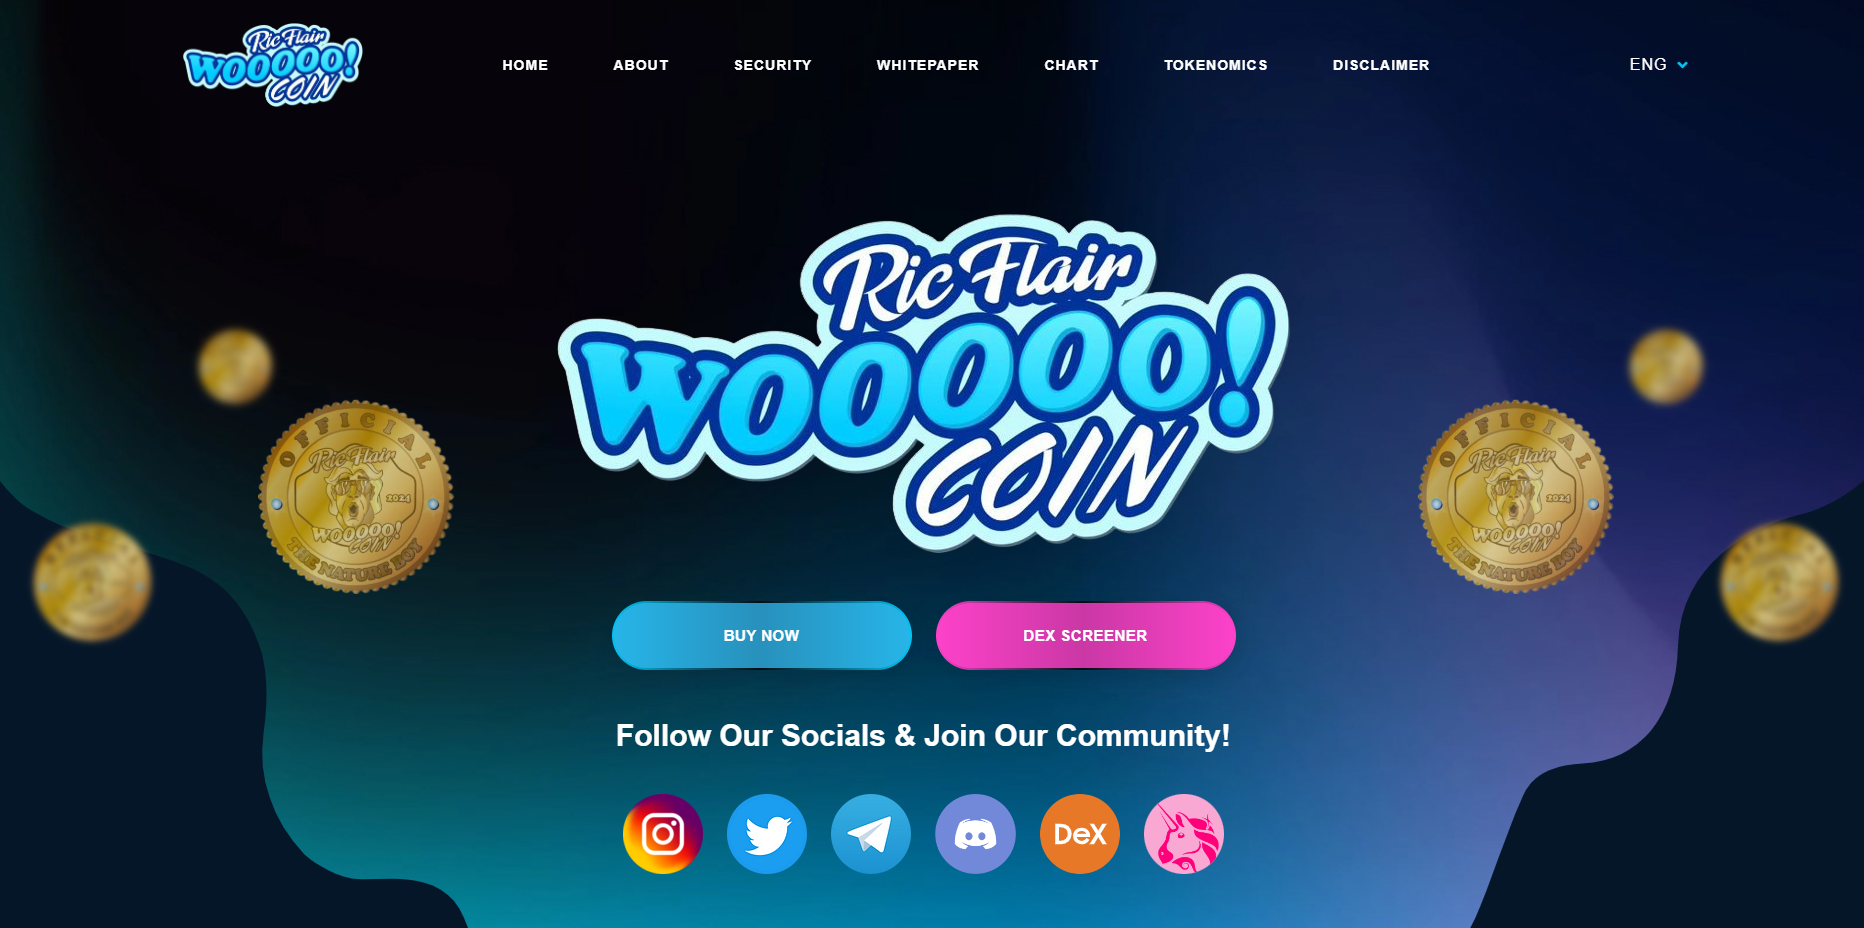 Ric Flair
WOOOOO!
COIN
HOME
ABOUT
SECURITY
WHITEPAPER
CHART
TOKENOMICS
DISCLAIMER
ENG
Ric Flair
WOOOOO!
COIN
OFFICIAL
Ric Flair
2024
WOOOOO!
COIN
THE NATURE BOY
OFFICIAL
Ric Flair
2024
WOOOOO!
COIN
THE NATURE BOY
BUY NOW
DEX SCREENER
Follow Our Socials & Join Our Community!
DeX